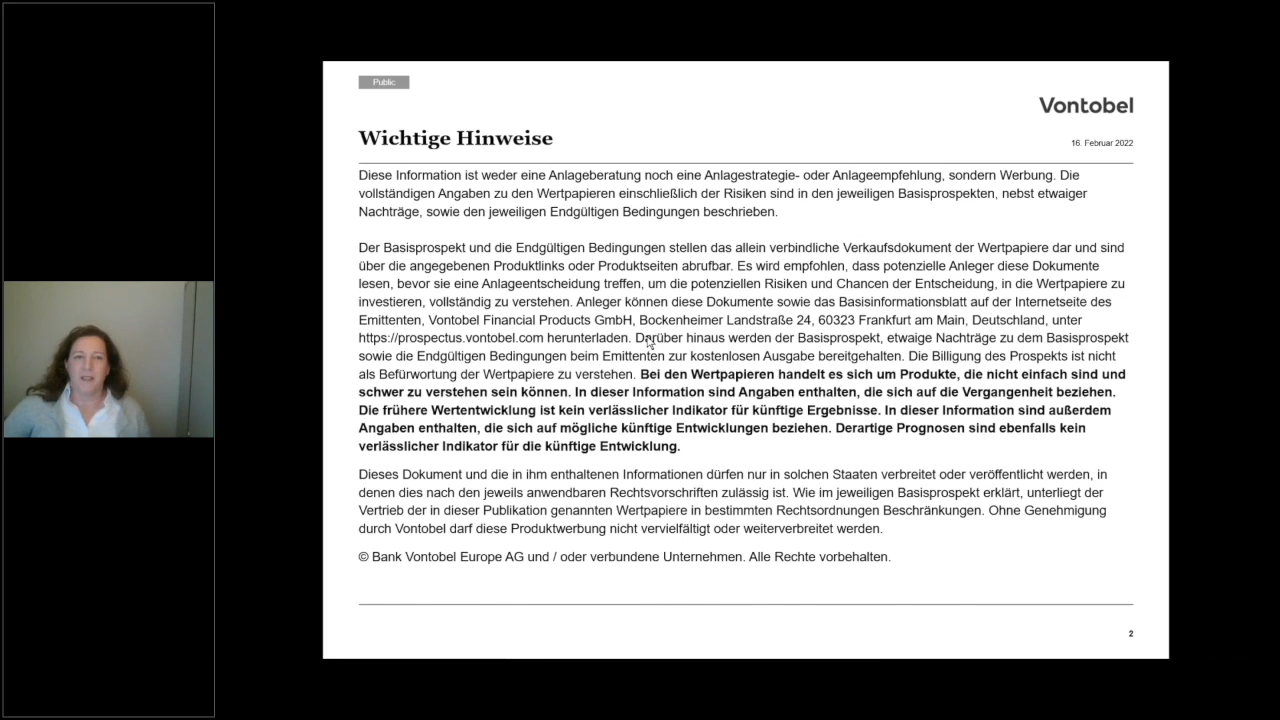 Public
Vontobel
Wichtige Hinweise
16. Februar 2022
Diese Information ist weder eine Anlageberatung noch eine Anlagestrategie- oder Anlageempfehlung, sondern Werbung. Die
vollständigen Angaben zu den Wertpapieren einschließlich der Risiken sind in den jeweiligen Basisprospekten, nebst etwaiger
Nachträge, sowie den jeweiligen Endgültigen Bedingungen beschrieben.
Der Basisprospekt und die Endgültigen Bedingungen stellen das allein verbindliche Verkaufsdokument der Wertpapiere dar und sind
über die angegebenen Produktlinks oder Produktseiten abrufbar. Es wird empfohlen, dass potenzielle Anleger diese Dokumente
lesen, bevor sie eine Anlageentscheidung treffen, um die potenziellen Risiken und Chancen der Entscheidung, in die Wertpapiere zu
investieren, vollständig zu verstehen. Anleger können diese Dokumente sowie das Basisinformationsblatt auf der Internetseite des
Emittenten, Vontobel Financial Products GmbH, Bockenheimer Landstraße 24, 60323 Frankfurt am Main, Deutschland, unter
https://prospectus.vontobel.com herunterladen. Darüber hinaus werden der Basisprospekt, etwaige Nachträge zu dem Basisprospekt
sowie die Endgültigen Bedingungen beim Emittenten zur kostenlosen Ausgabe bereitgehalten. Die Billigung des Prospekts ist nicht
als Befürwortung der Wertpapiere zu verstehen. Bei den Wertpapieren handelt es sich um Produkte, die nicht einfach sind und
schwer zu verstehen sein können. In dieser Information sind Angaben enthalten, die sich auf die Vergangenheit beziehen.
Die frühere Wertentwicklung ist kein verlässlicher Indikator für künftige Ergebnisse. In dieser Information sind außerdem
Angaben enthalten, die sich auf mögliche künftige Entwicklungen beziehen. Derartige Prognosen sind ebenfalls kein
verlässlicher Indikator für die künftige Entwicklung.
Dieses Dokument und die in ihm enthaltenen Informationen dürfen nur in solchen Staaten verbreitet oder veröffentlicht werden, in
denen dies nach den jeweils anwendbaren Rechtsvorschriften zulässig ist. Wie im jeweiligen Basisprospekt erklärt, unterliegt der
Vertrieb der in dieser Publikation genannten Wertpapiere in bestimmten Rechtsordnungen Beschränkungen. Ohne Genehmigung
durch Vontobel darf diese Produktwerbung nicht vervielfältigt oder weiterverbreitet werden.
© Bank Vontobel Europe AG und / oder verbundene Unternehmen. Alle Rechte vorbehalten.
2